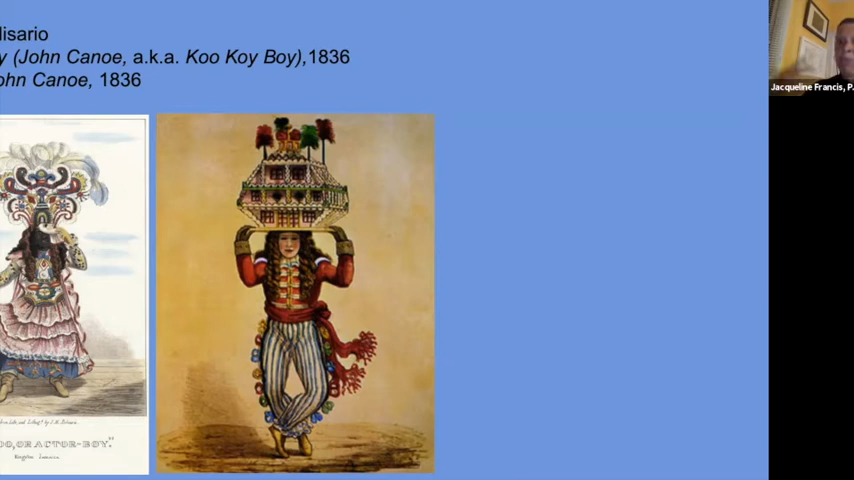 lisario
y (John Canoe, a.k.a. Koo Koy Boy),1836
ohn Canoe, 1836
Jacqueline Francis, P.
OO, OR ACTOR-BOY."
Kingston Jamaica